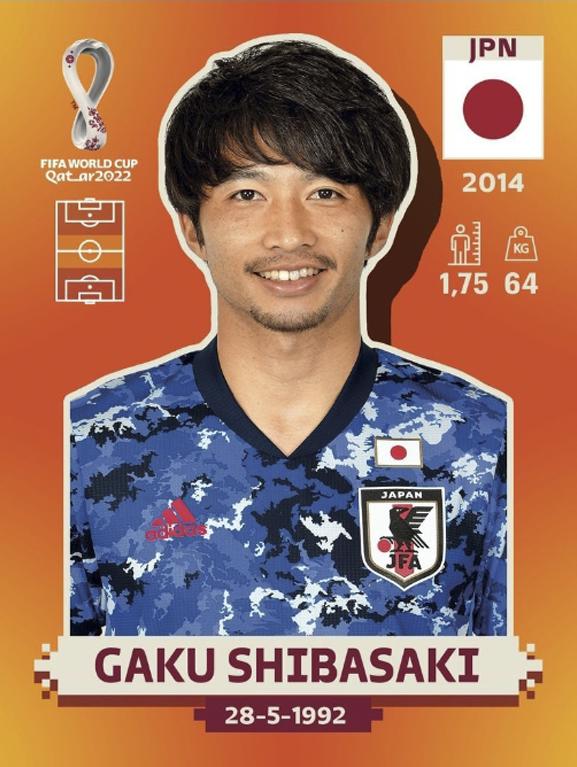 JPN
FIFA WORLD CUP
Qatar2022
2014
KG
1,75 64
JAPAN
JFA
adidas
GAKU SHIBASAKI
28-5-1992